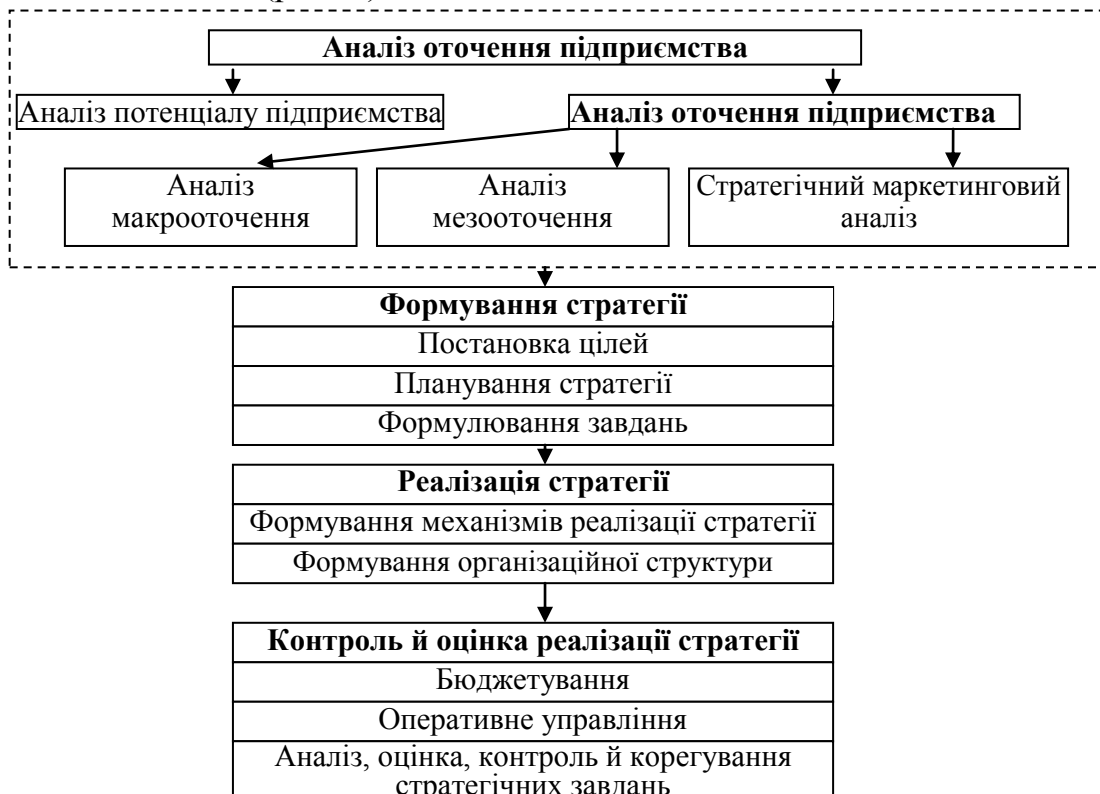 Аналіз оточення підприємства
Аналіз потенціалу підприємства
Аналіз оточення підприємства
Аналіз
макрооточення
Аналіз
мезооточення
Стратегічний маркетинговий
аналіз
Формування стратегії
Постановка цілей
Планування стратегії
Формулювання завдань
Реалізація стратегії
Формування механізмів реалізації стратегії
Формування організаційної структури
Контроль й оцінка реалізації стратегії
Бюджетування
Оперативне управління
Аналіз, оцінка, контроль й корегування
стратегічних завдань